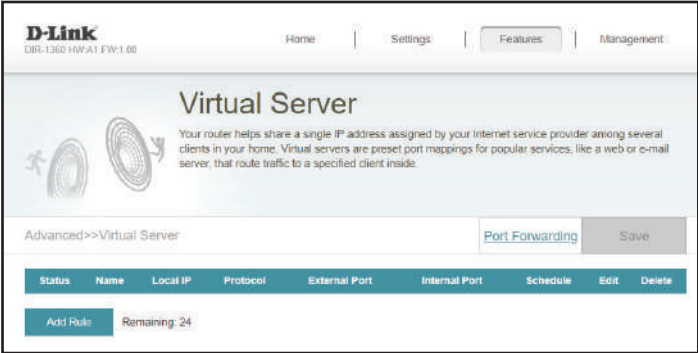 D-Link
DIR-1360 HW:A1 FW:1.00
Home | Settings | Features | Management
Virtual Server
Your router helps share a single IP address assigned by your Internet service provider among several
clients in your home. Virtual servers are preset port mappings for popular services, like a web or e-mail
server, that route traffic to a specified client inside.
Advanced>>Virtual Server Port Forwarding Save
Status Name Local IP Protocol External Port Internal Port Schedule Edit Delete
Add Rule Remaining: 24